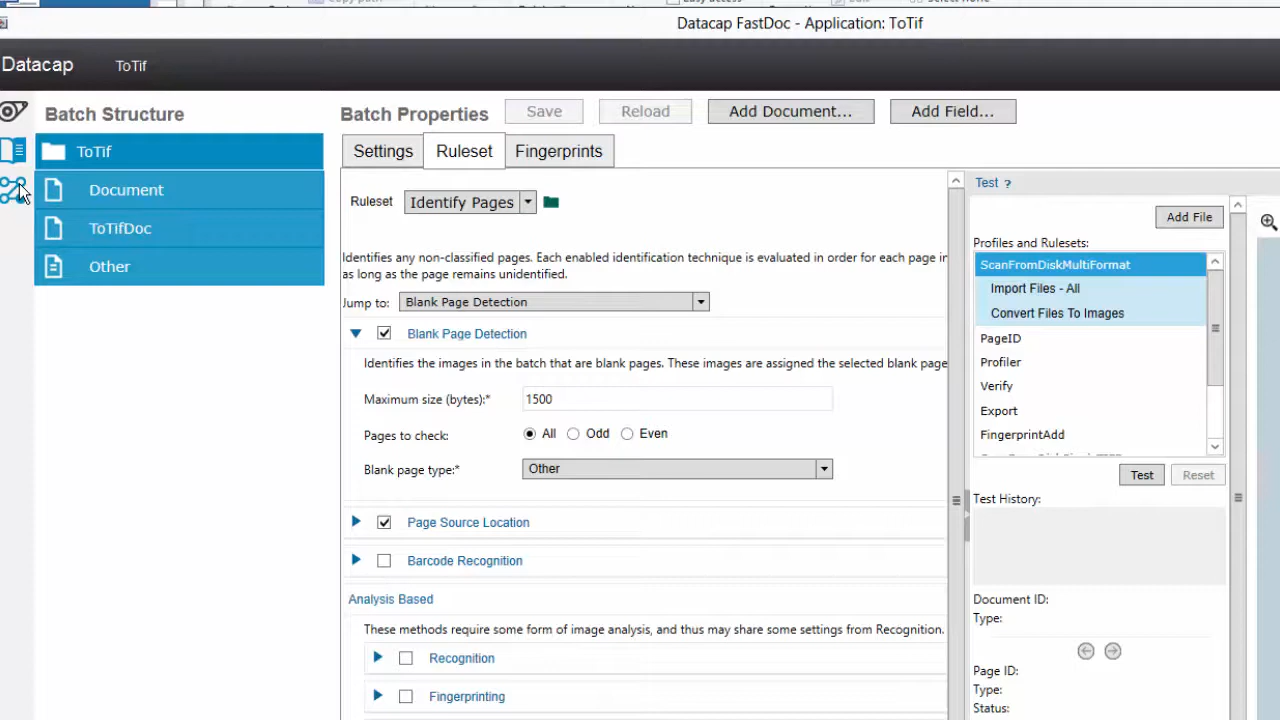 Datacap FastDoc - Application: ToTif
Datacap ToTif
Batch Structure
ToTif
Document
ToTifDoc
Other
Batch Properties Save Reload Add Document... Add Field...
Settings Ruleset Fingerprints
Ruleset Identify Pages
Identifies any non-classified pages. Each enabled identification technique is evaluated in order for each page in
as long as the page remains unidentified.
Jump to: Blank Page Detection
Blank Page Detection
Identifies the images in the batch that are blank pages. These images are assigned the selected blank page
Maximum size (bytes):* 1500
Pages to check: All Odd Even
Blank page type:* Other
Page Source Location
Barcode Recognition
Analysis Based
These methods require some form of image analysis, and thus may share some settings from Recognition.
Recognition
Fingerprinting
Test ?
Add File
Profiles and Rulesets:
ScanFromDiskMultiFormat
Import Files - All
Convert Files To Images
PageID
Profiler
Verify
Export
FingerprintAdd
Test Reset
Test History:
Document ID:
Type:
Page ID:
Type:
Status: